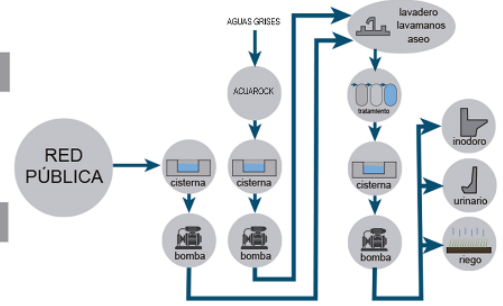 AGUAS GRISES
lavadero
lavamanos
aseo
ACUAROCK
tratamiento
RED
PÚBLICA
cisterna
cisterna
cisterna
inodoro
urinario
bomba
bomba
bomba
riego